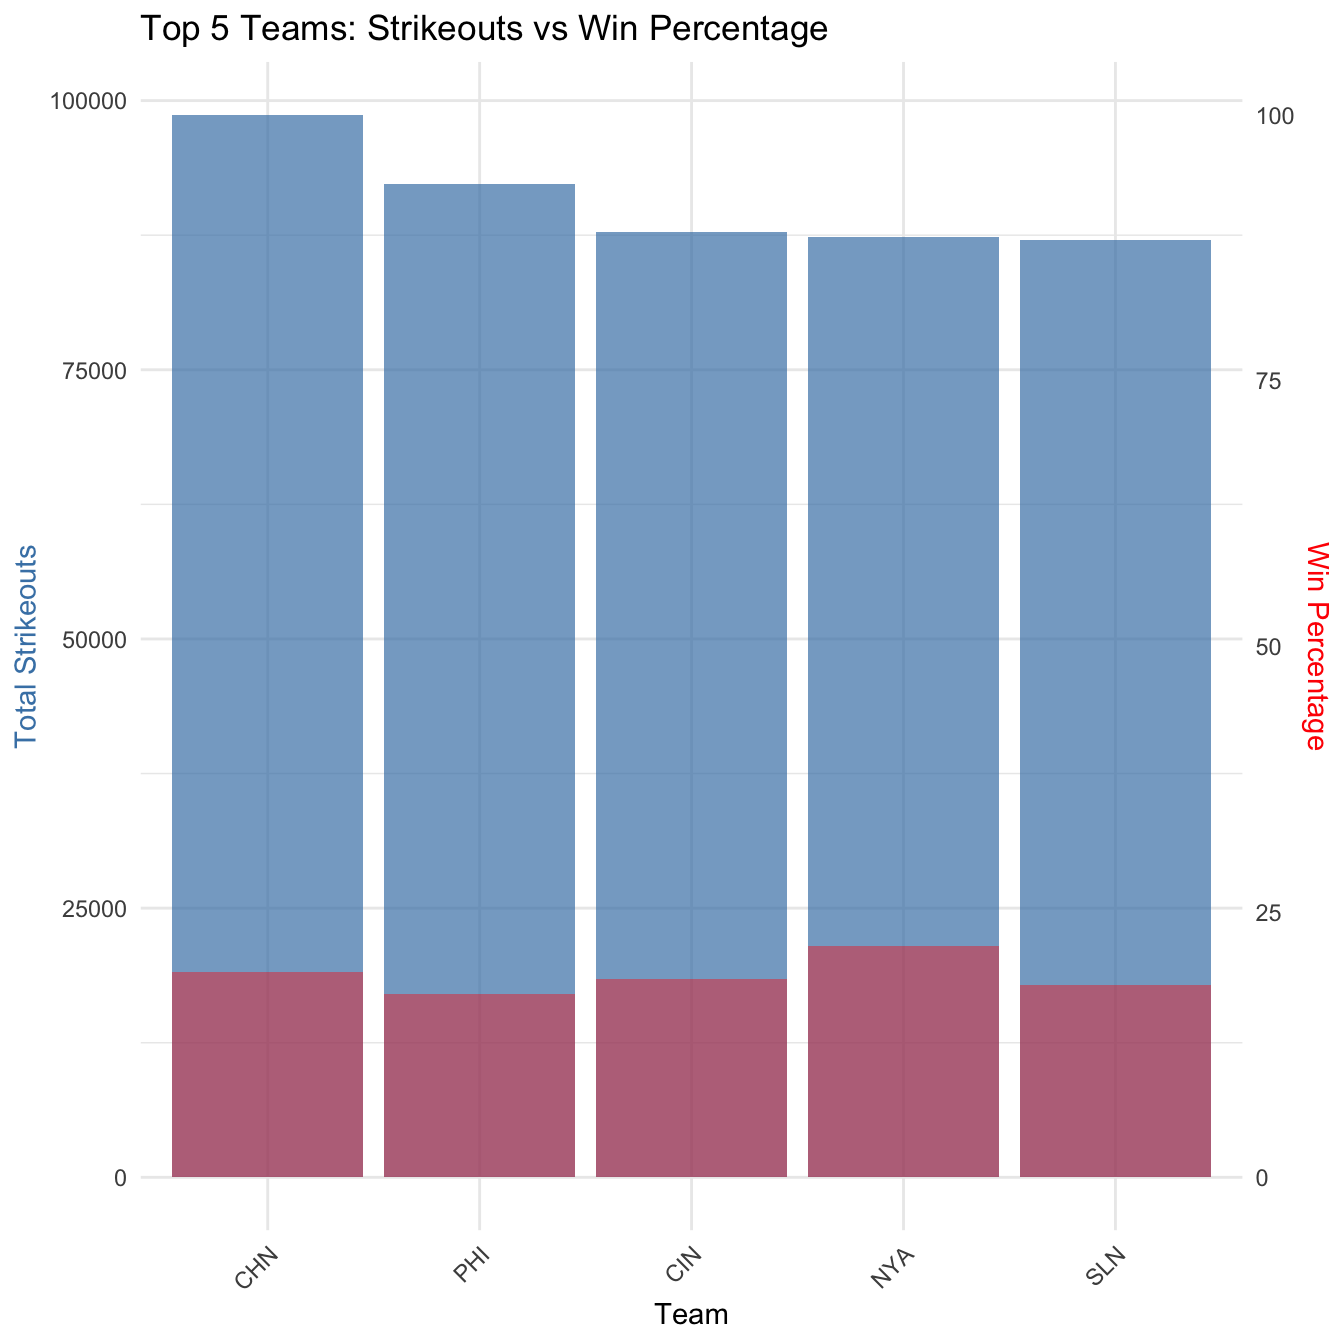 Top 5 Teams: Strikeouts vs Win Percentage
Total Strikeouts
100000
75000
50000
25000
0
100
75
50
25
0
Win Percentage
CHN
PHI
CIN
NYA
SLN
Team